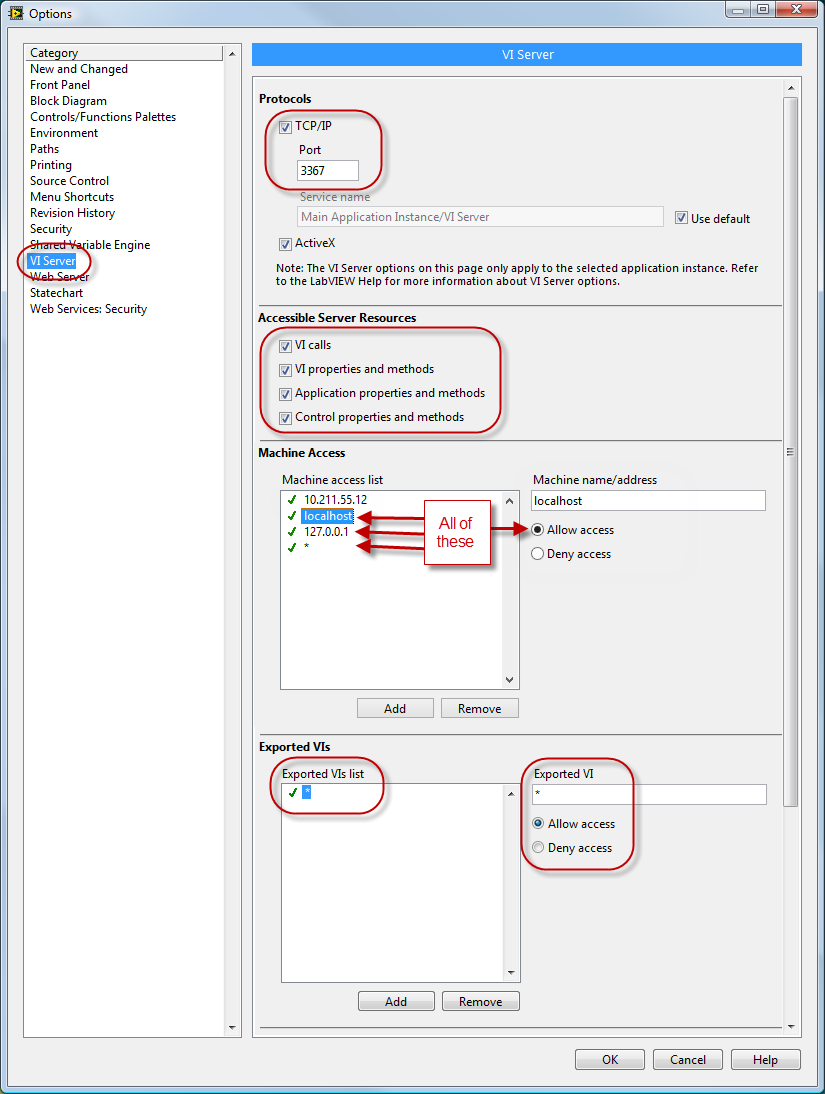 Options
Category
New and Changed
Front Panel
Block Diagram
Controls/Functions Palettes
Environment
Paths
Printing
Source Control
Menu Shortcuts
Revision History
Security
Shared Variable Engine
VI Server
Web Server
Statechart
Web Services: Security
VI Server
Protocols
TCP/IP
Port
3367
Service name
Main Application Instance/VI Server
Use default
ActiveX
Note: The VI Server options on this page only apply to the selected application instance. Refer
to the LabVIEW Help for more information about VI Server options.
Accessible Server Resources
VI calls
VI properties and methods
Application properties and methods
Control properties and methods
Machine Access
Machine access list
10.211.55.12
localhost
127.0.0.1
*
All of
these
Machine name/address
localhost
Allow access
Deny access
Add
Remove
Exported VIs
Exported VIs list
*
Exported VI
*
Allow access
Deny access
Add
Remove
OK
Cancel
Help